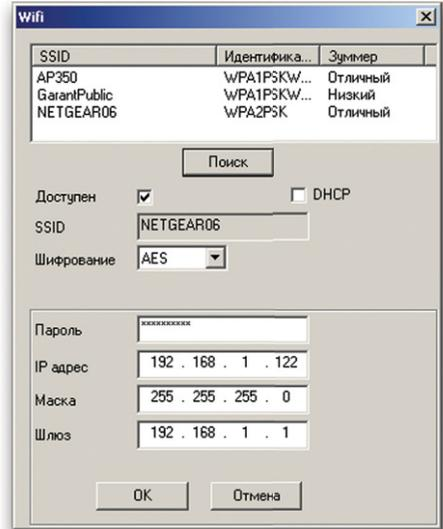 Wifi
SSID Идентифика... Зуммер
AP350 WPA1PSKW... Отличный
GarantPublic WPA1PSKW... Низкий
NETGEAR06 WPA2PSK Отличный
Поиск
Доступен DHCP
SSID NETGEAR06
Шифрование AES
Пароль xxxxxxxxxx
IP адрес 192 . 168 . 1 . 122
Маска 255 . 255 . 255 . 0
Шлюз 192 . 168 . 1 . 1
OK Отмена